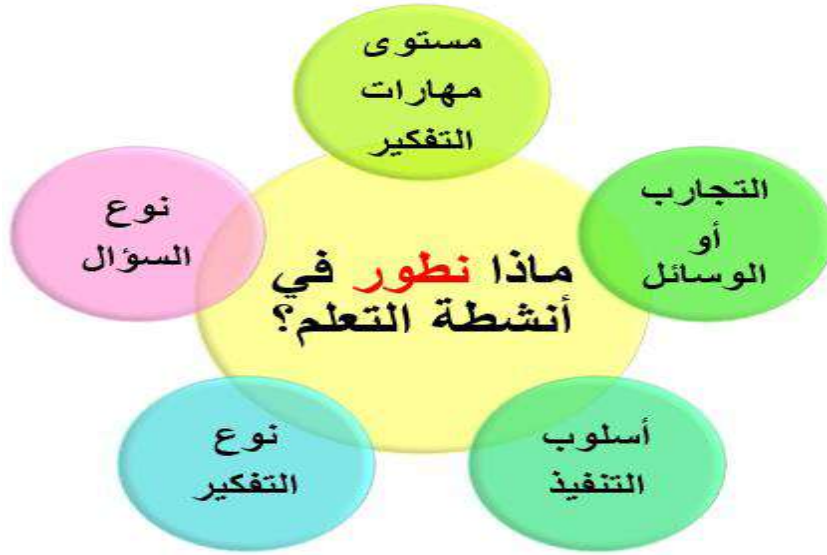 مستوى
مهارات
التفكير
التجارب
أو
الوسائل
نوع
السؤال
ماذا نطور في
أنشطة التعلم؟
أسلوب
التنفيذ
نوع
التفكير